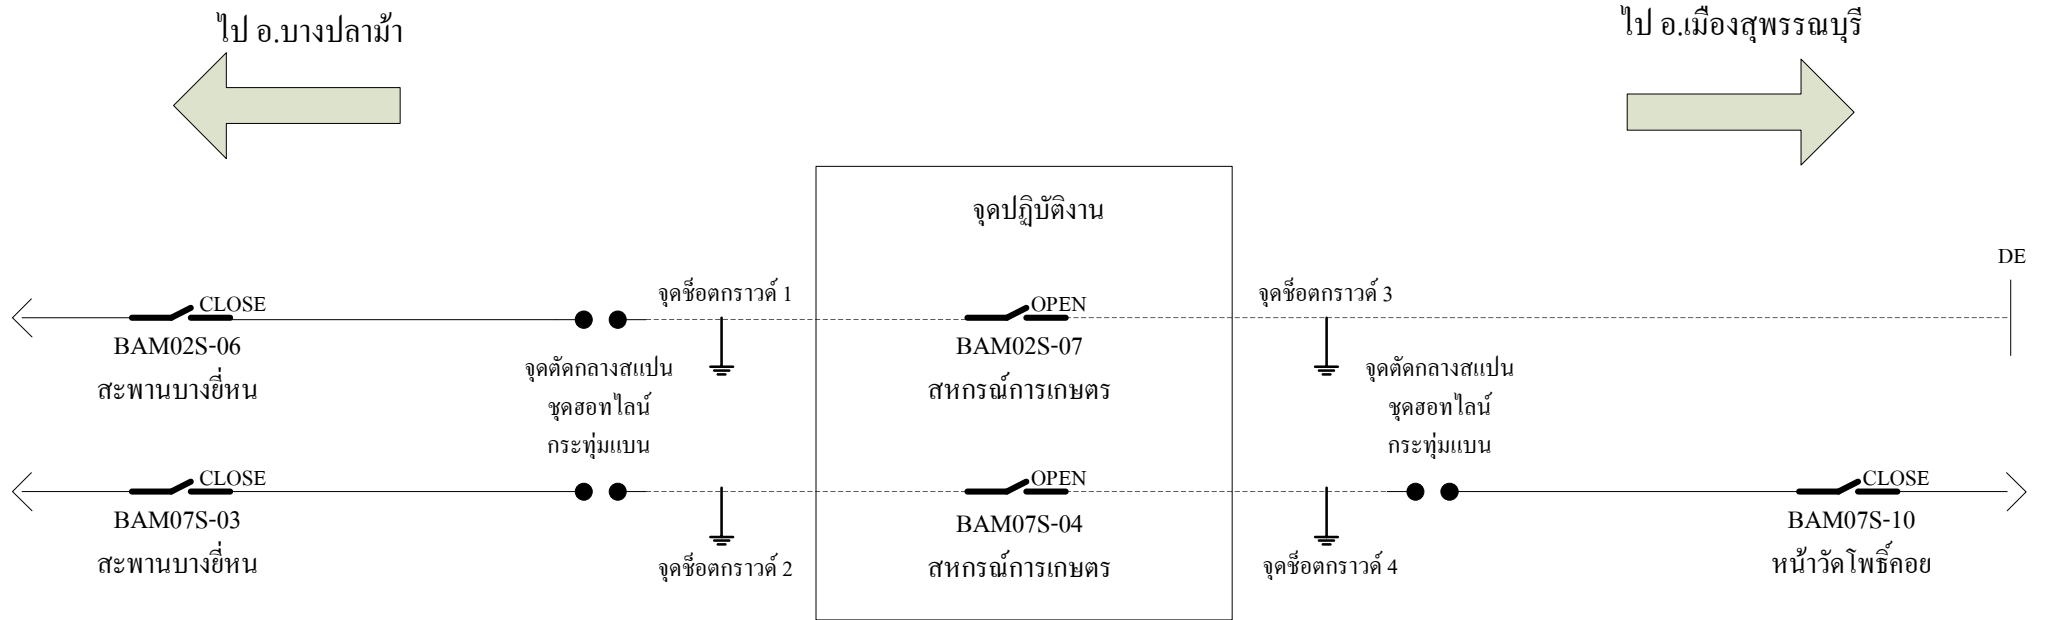 ไป อ.บางปลาม้า
ไป อ.เมืองสุพรรณบุรี
จุดปฏิบัติงาน
DE
CLOSE
BAM02S-06
สะพานบางยี่หน
จุดช็อตกราวด์ 1
OPEN
BAM02S-07
สหกรณ์การเกษตร
จุดช็อตกราวด์ 3
จุดตัดกลางสแปน
ชุดฮอทไลน์
กระทุ่มแบน
จุดตัดกลางสแปน
ชุดฮอทไลน์
กระทุ่มแบน
CLOSE
BAM07S-03
สะพานบางยี่หน
จุดช็อตกราวด์ 2
OPEN
BAM07S-04
สหกรณ์การเกษตร
จุดช็อตกราวด์ 4
CLOSE
BAM07S-10
หน้าวัดโพธิ์คอย